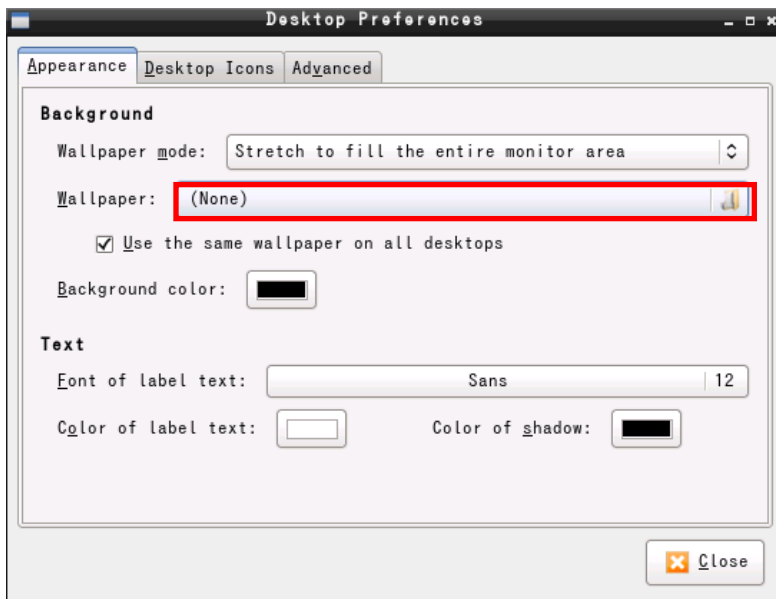 Desktop Preferences
Appearance Desktop Icons Advanced
Background
Wallpaper mode: Stretch to fill the entire monitor area
Wallpaper: (None)
Use the same wallpaper on all desktops
Background color:
Text
Font of label text: Sans 12
Color of label text: Color of shadow:
Close